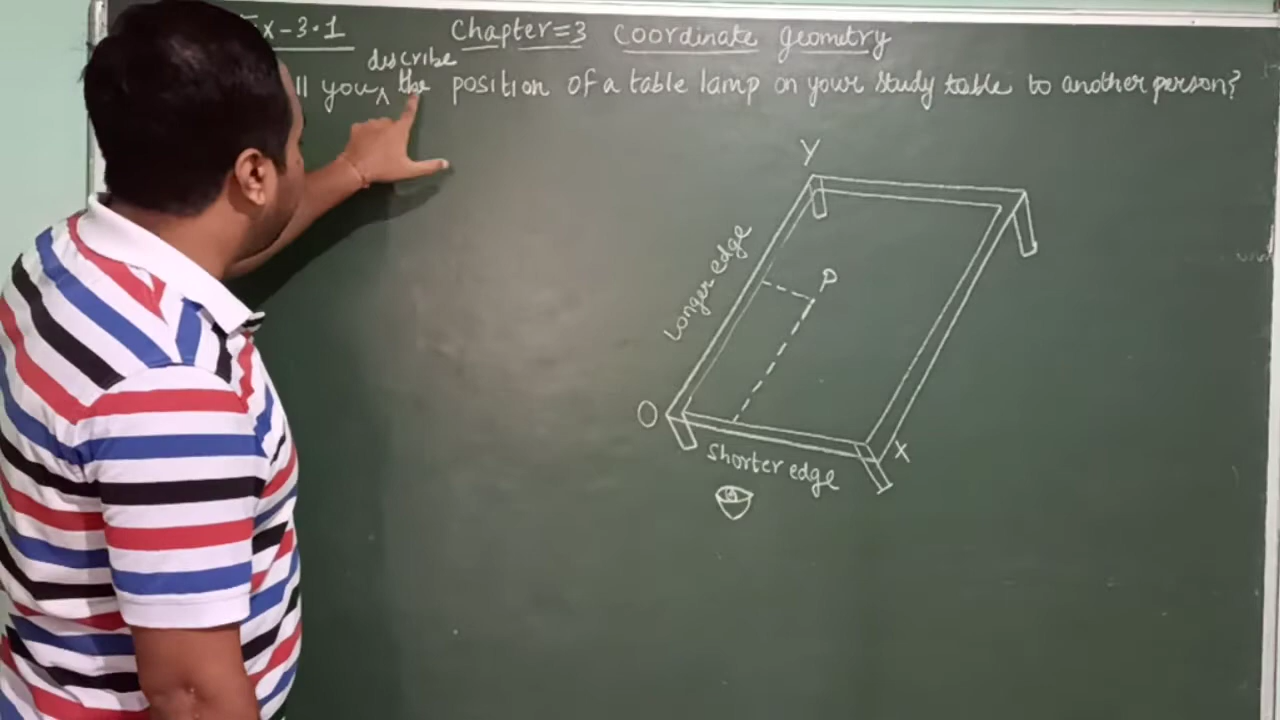 Ex-3.1 Chapter=3 Coordinate geometry
describe
ll you ^ the position of a table lamp on your study table to another person?
Y
Longer edge
P
O
X
Shorter edge